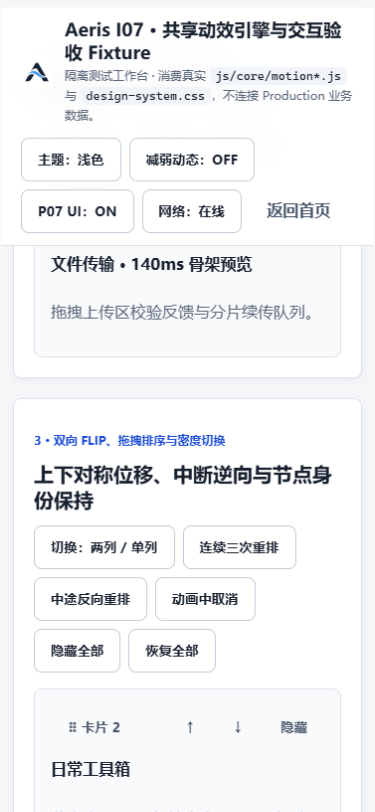 Aeris I07 • 共享动效引擎与交互验
收 Fixture
隔离测试工作台 · 消费真实 js/core/motion*.js
与 design-system.css ，不连接 Production 业务
数据。
主题：浅色 减弱动态：OFF
P07 UI：ON 网络：在线 返回首页
文件传输 • 140ms 骨架预览
拖拽上传区校验反馈与分片续传队列。
3 • 双向 FLIP、拖拽排序与密度切换
上下对称位移、中断逆向与节点身
份保持
切换：两列 / 单列 连续三次重排
中途反向重排 动画中取消
隐藏全部 恢复全部
⠿ 卡片 2 ↑ ↓ 隐藏
日常工具箱